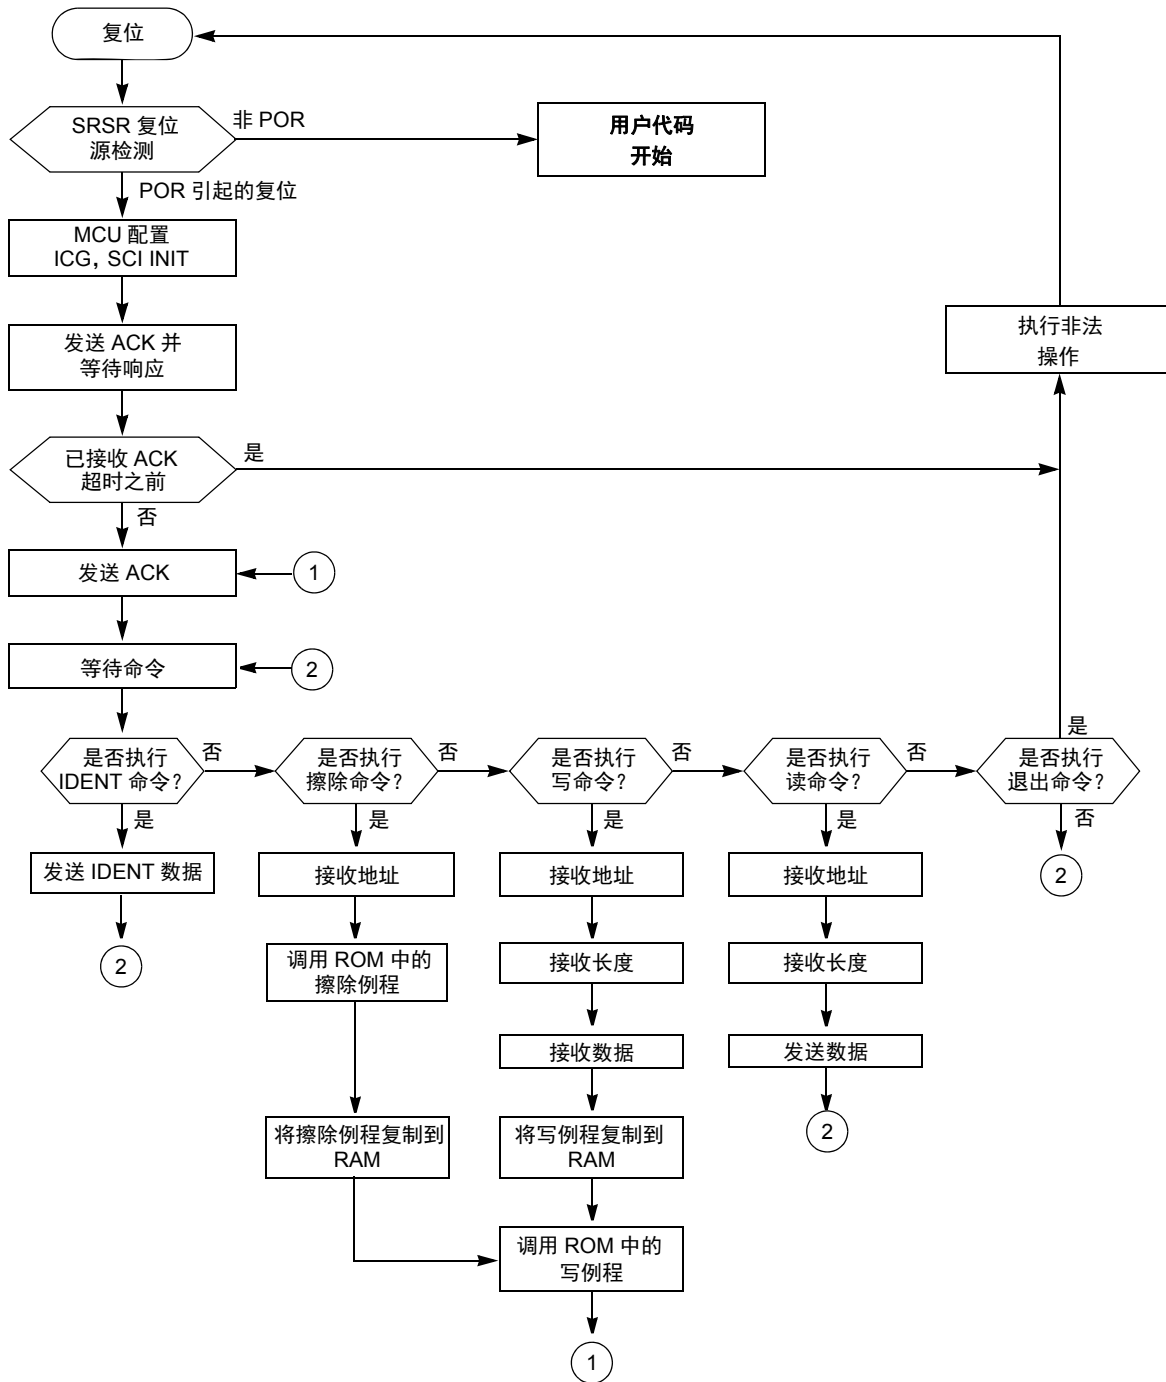 复位
SRSR 复位
源检测
非 POR
用户代码
开始
POR 引起的复位
MCU 配置
ICG，SCI INIT
发送 ACK 并
等待响应
执行非法
操作
已接收 ACK
超时之前
是
否
发送 ACK
1
等待命令
2
是否执行
IDENT 命令？
否
是否执行
擦除命令？
否
是否执行
写命令？
否
是否执行
读命令？
否
是否执行
退出命令？
是
是
是
是
是
否
发送 IDENT 数据
接收地址
接收地址
接收地址
2
2
调用 ROM 中的
擦除例程
接收长度
接收长度
接收数据
发送数据
将擦除例程复制到
RAM
将写例程复制到
RAM
2
调用 ROM 中的
写例程
1